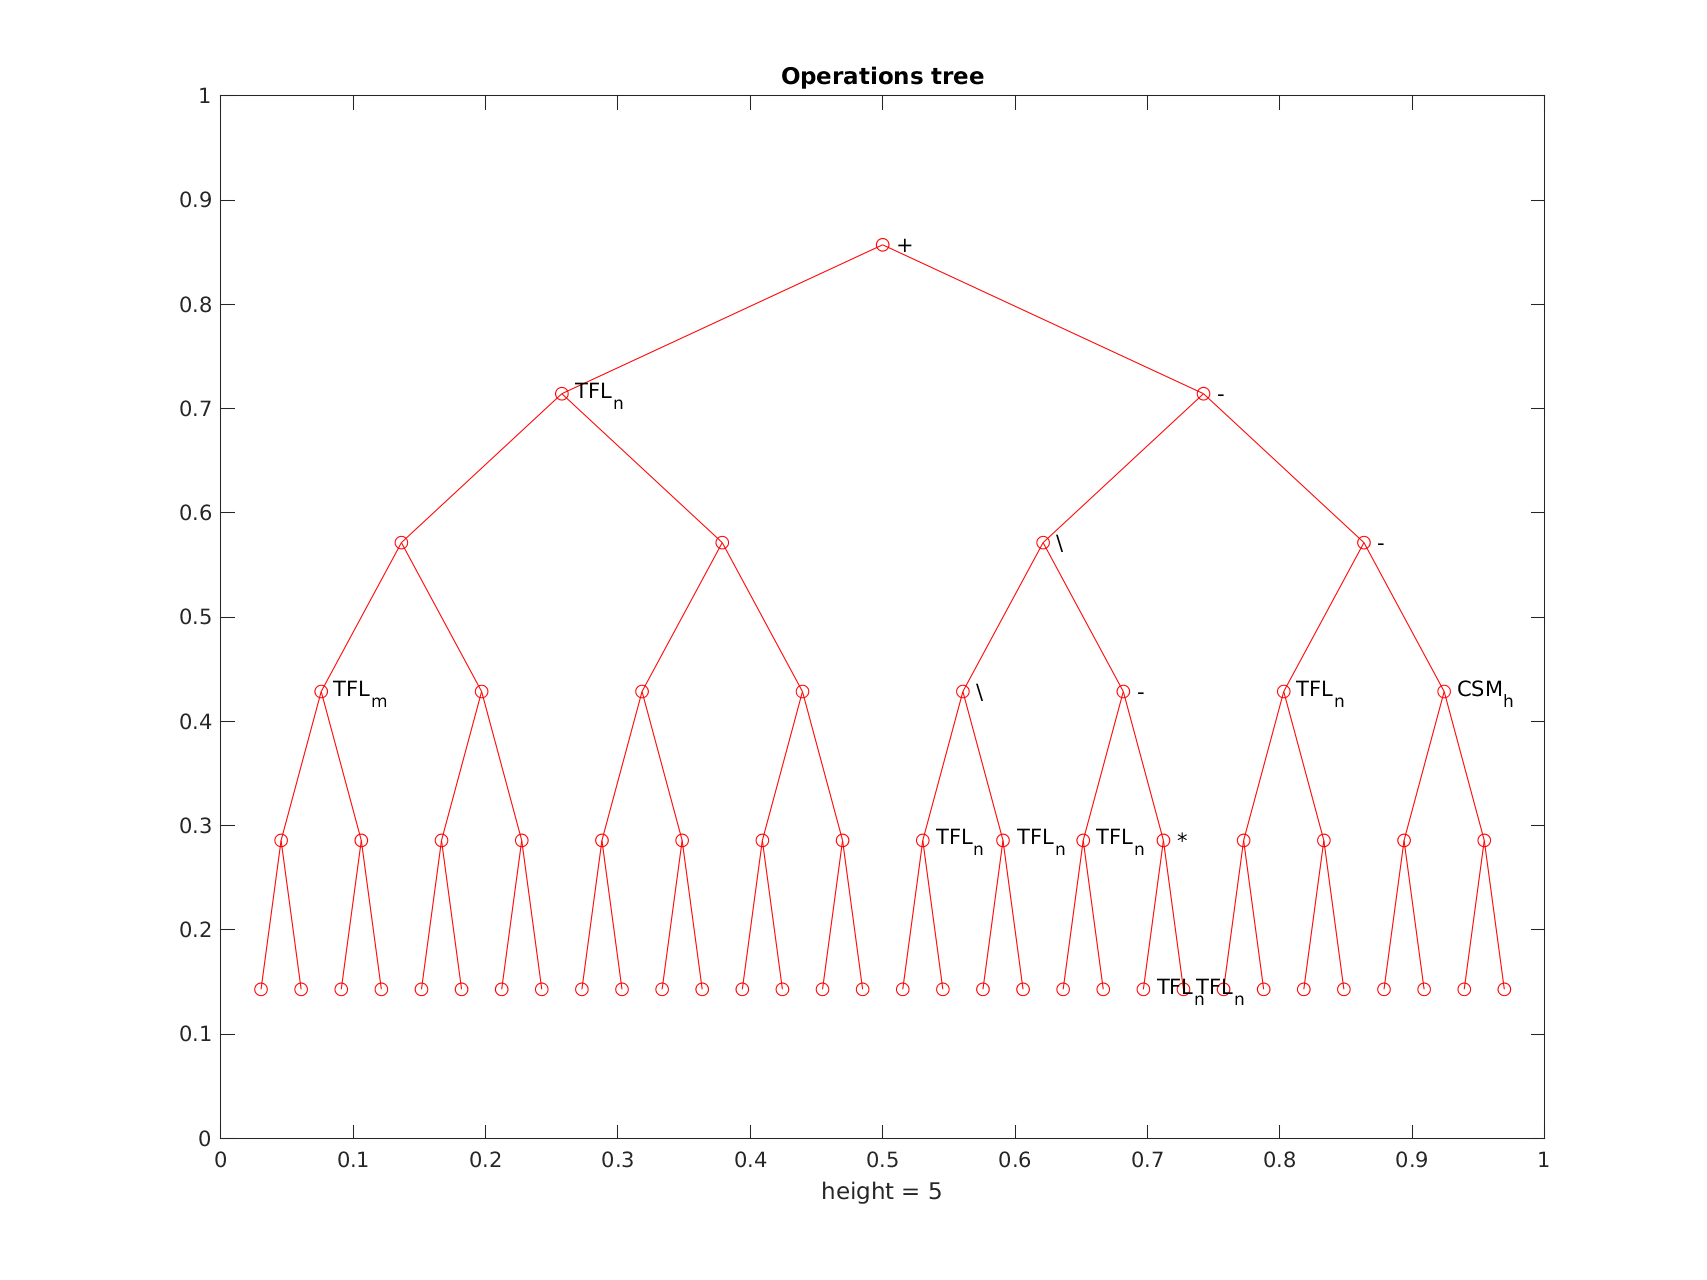 Operations tree
1
0.9
+
0.8
TFLn -
0.7
0.6
\ -
0.5
TFLm \ - TFLn CSMh
0.4
0.3
TFLn TFLn TFLn *
0.2
TFLn TFLn
0.1
0
0 0.1 0.2 0.3 0.4 0.5 0.6 0.7 0.8 0.9 1
height = 5